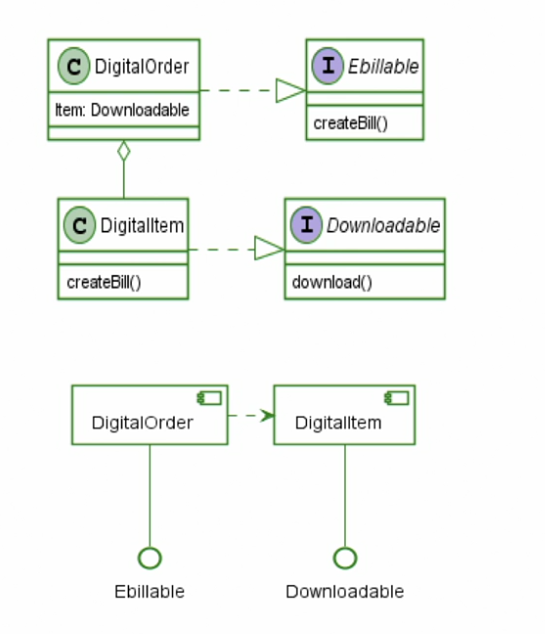 C DigitalOrder
Item: Downloadable
I Ebillable
createBill()
C DigitalItem
createBill()
I Downloadable
download()
DigitalOrder
DigitalItem
Ebillable
Downloadable